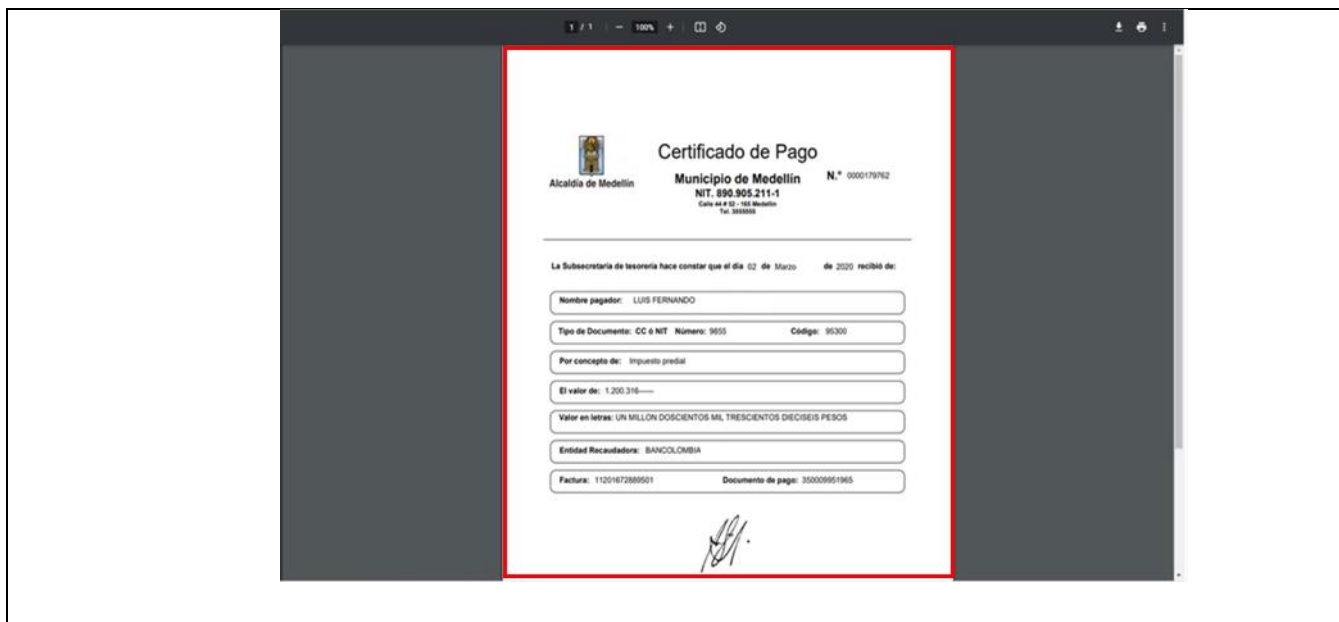 1 / 1 | − 100% +
Certificado de Pago
Alcaldía de Medellín
Municipio de Medellín N.° 0000179762
NIT. 890.905.211-1
Calle 44 # 52 - 165 Medellín
Tel. 3855555
La Subsecretaria de tesorería hace constar que el día 02 de Marzo de 2020 recibió de:
Nombre pagador: LUIS FERNANDO
Tipo de Documento: CC ó NIT Número: 9855 Código: 95300
Por concepto de: Impuesto predial
El valor de: 1.200.316------
Valor en letras: UN MILLON DOSCIENTOS MIL TRESCIENTOS DIECISEIS PESOS
Entidad Recaudadora: BANCOLOMBIA
Factura: 11201672889501 Documento de pago: 350009951965